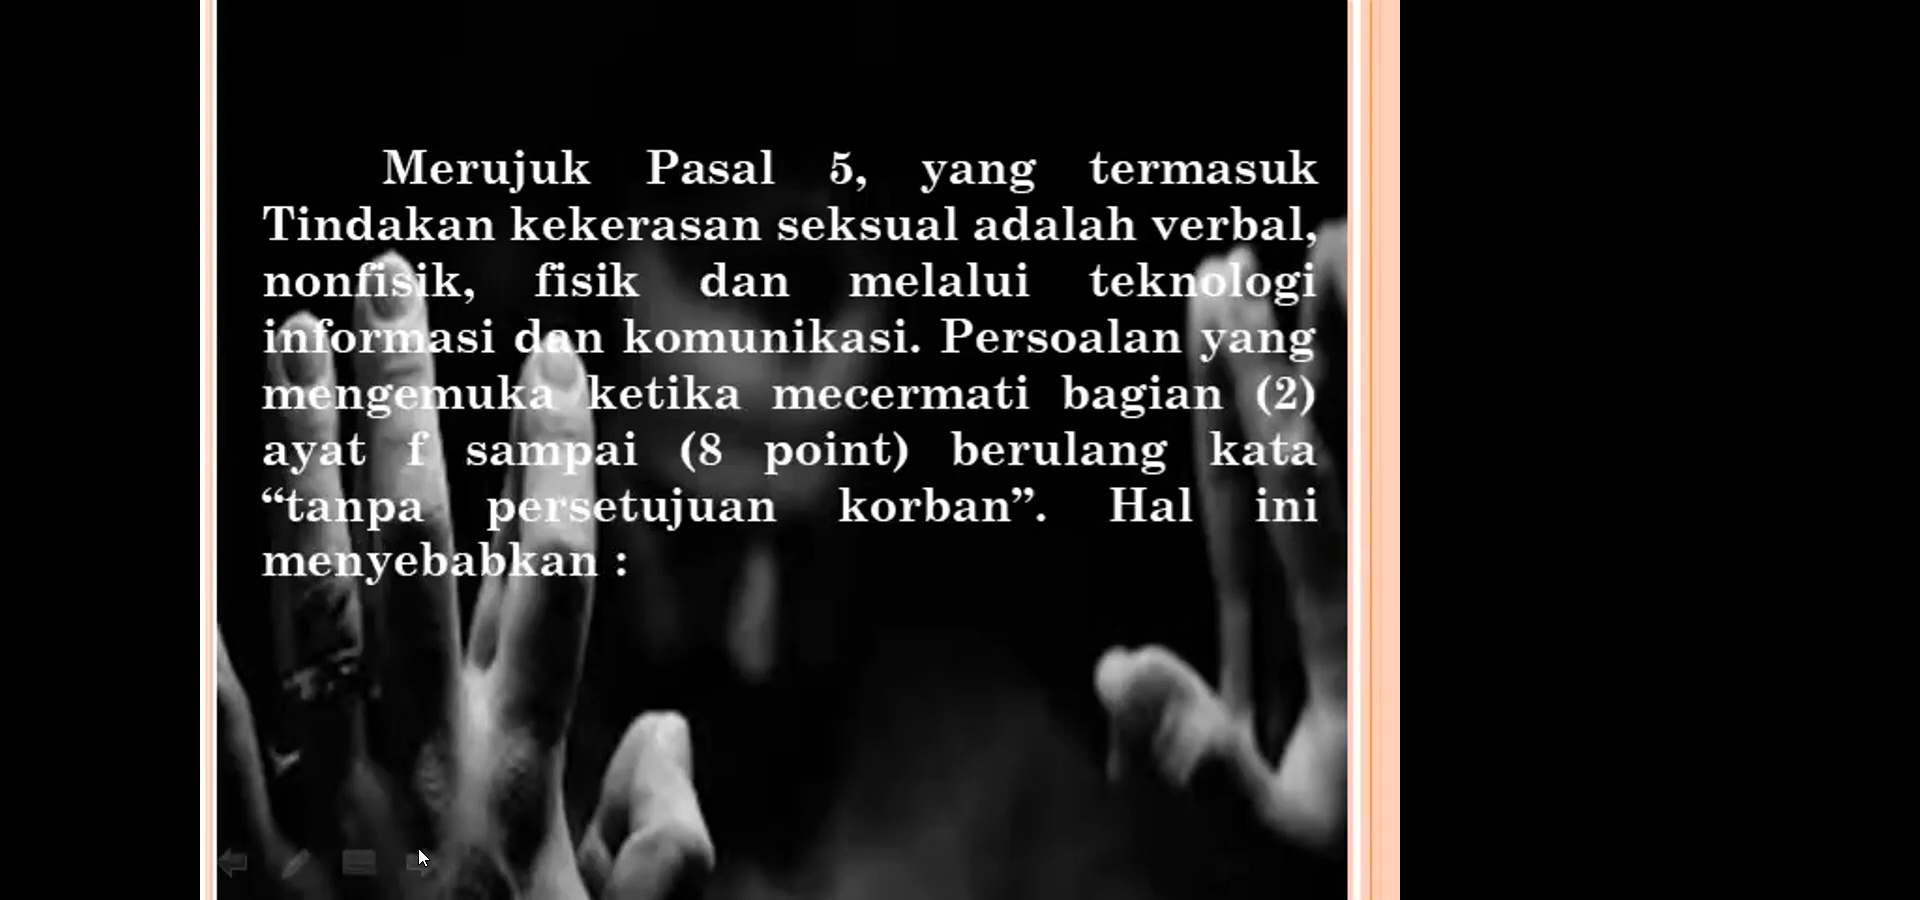 Merujuk Pasal 5, yang termasuk
Tindakan kekerasan seksual adalah verbal,
nonfisik, fisik dan melalui teknologi
informasi dan komunikasi. Persoalan yang
mengemuka ketika mecermati bagian (2)
ayat f sampai (8 point) berulang kata
“tanpa persetujuan korban”. Hal ini
menyebabkan :